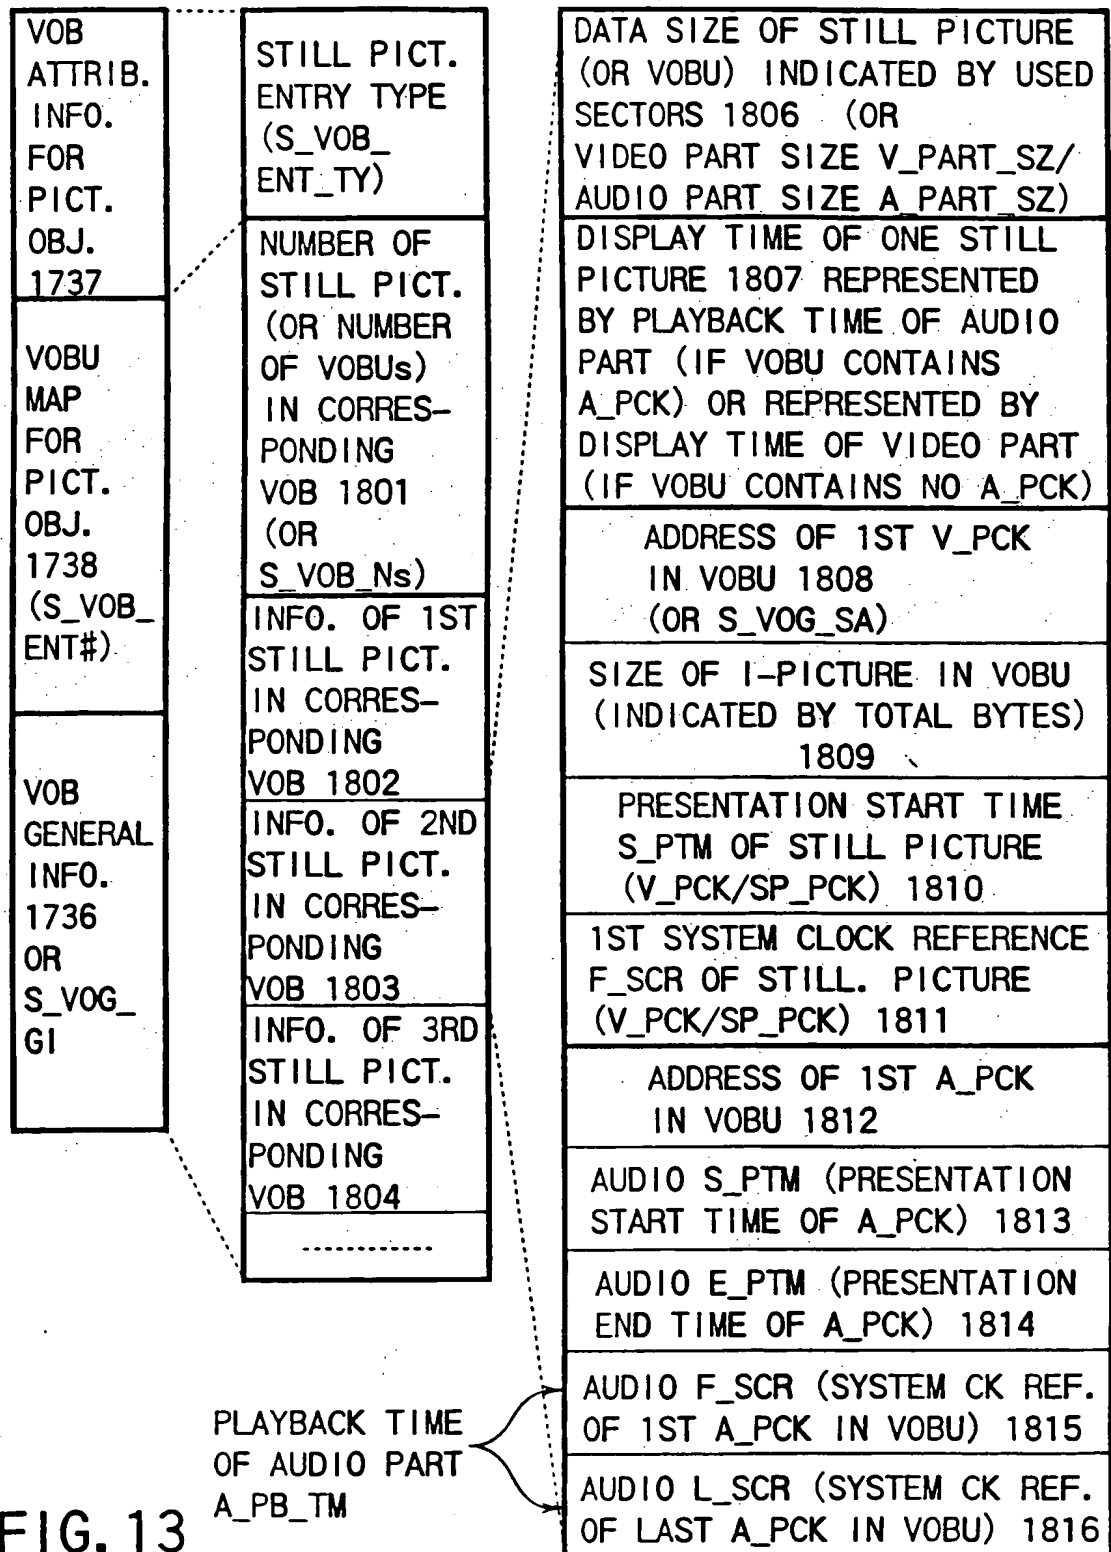 VOB
ATTRIB.
INFO.
FOR
PICT.
OBJ.
1737
VOBU
MAP
FOR
PICT.
OBJ.
1738
(S_VOB_
ENT#)
VOB
GENERAL
INFO.
1736
OR
S_VOG_
GI
STILL PICT.
ENTRY TYPE
(S_VOB_
ENT_TY)
NUMBER OF
STILL PICT.
(OR NUMBER
OF VOBUs)
IN CORRES-
PONDING
VOB 1801
(OR
S_VOB_Ns)
INFO. OF 1ST
STILL PICT.
IN CORRES-
PONDING
VOB 1802
INFO. OF 2ND
STILL PICT.
IN CORRES-
PONDING
VOB 1803
INFO. OF 3RD
STILL PICT.
IN CORRES-
PONDING
VOB 1804
DATA SIZE OF STILL PICTURE
(OR VOBU) INDICATED BY USED
SECTORS 1806 (OR
VIDEO PART SIZE V_PART_SZ/
AUDIO PART SIZE A_PART_SZ)
DISPLAY TIME OF ONE STILL
PICTURE 1807 REPRESENTED
BY PLAYBACK TIME OF AUDIO
PART (IF VOBU CONTAINS
A_PCK) OR REPRESENTED BY
DISPLAY TIME OF VIDEO PART
(IF VOBU CONTAINS NO A_PCK)
ADDRESS OF 1ST V_PCK
IN VOBU 1808
(OR S_VOG_SA)
SIZE OF I-PICTURE IN VOBU
(INDICATED BY TOTAL BYTES)
1809
PRESENTATION START TIME
S_PTM OF STILL PICTURE
(V_PCK/SP_PCK) 1810
1ST SYSTEM CLOCK REFERENCE
F_SCR OF STILL. PICTURE
(V_PCK/SP_PCK) 1811
ADDRESS OF 1ST A_PCK
IN VOBU 1812
AUDIO S_PTM (PRESENTATION
START TIME OF A_PCK) 1813
AUDIO E_PTM (PRESENTATION
END TIME OF A_PCK) 1814
AUDIO F_SCR (SYSTEM CK REF.
OF 1ST A_PCK IN VOBU) 1815
AUDIO L_SCR (SYSTEM CK REF.
OF LAST A_PCK IN VOBU) 1816
PLAYBACK TIME
OF AUDIO PART
A_PB_TM
FIG. 13